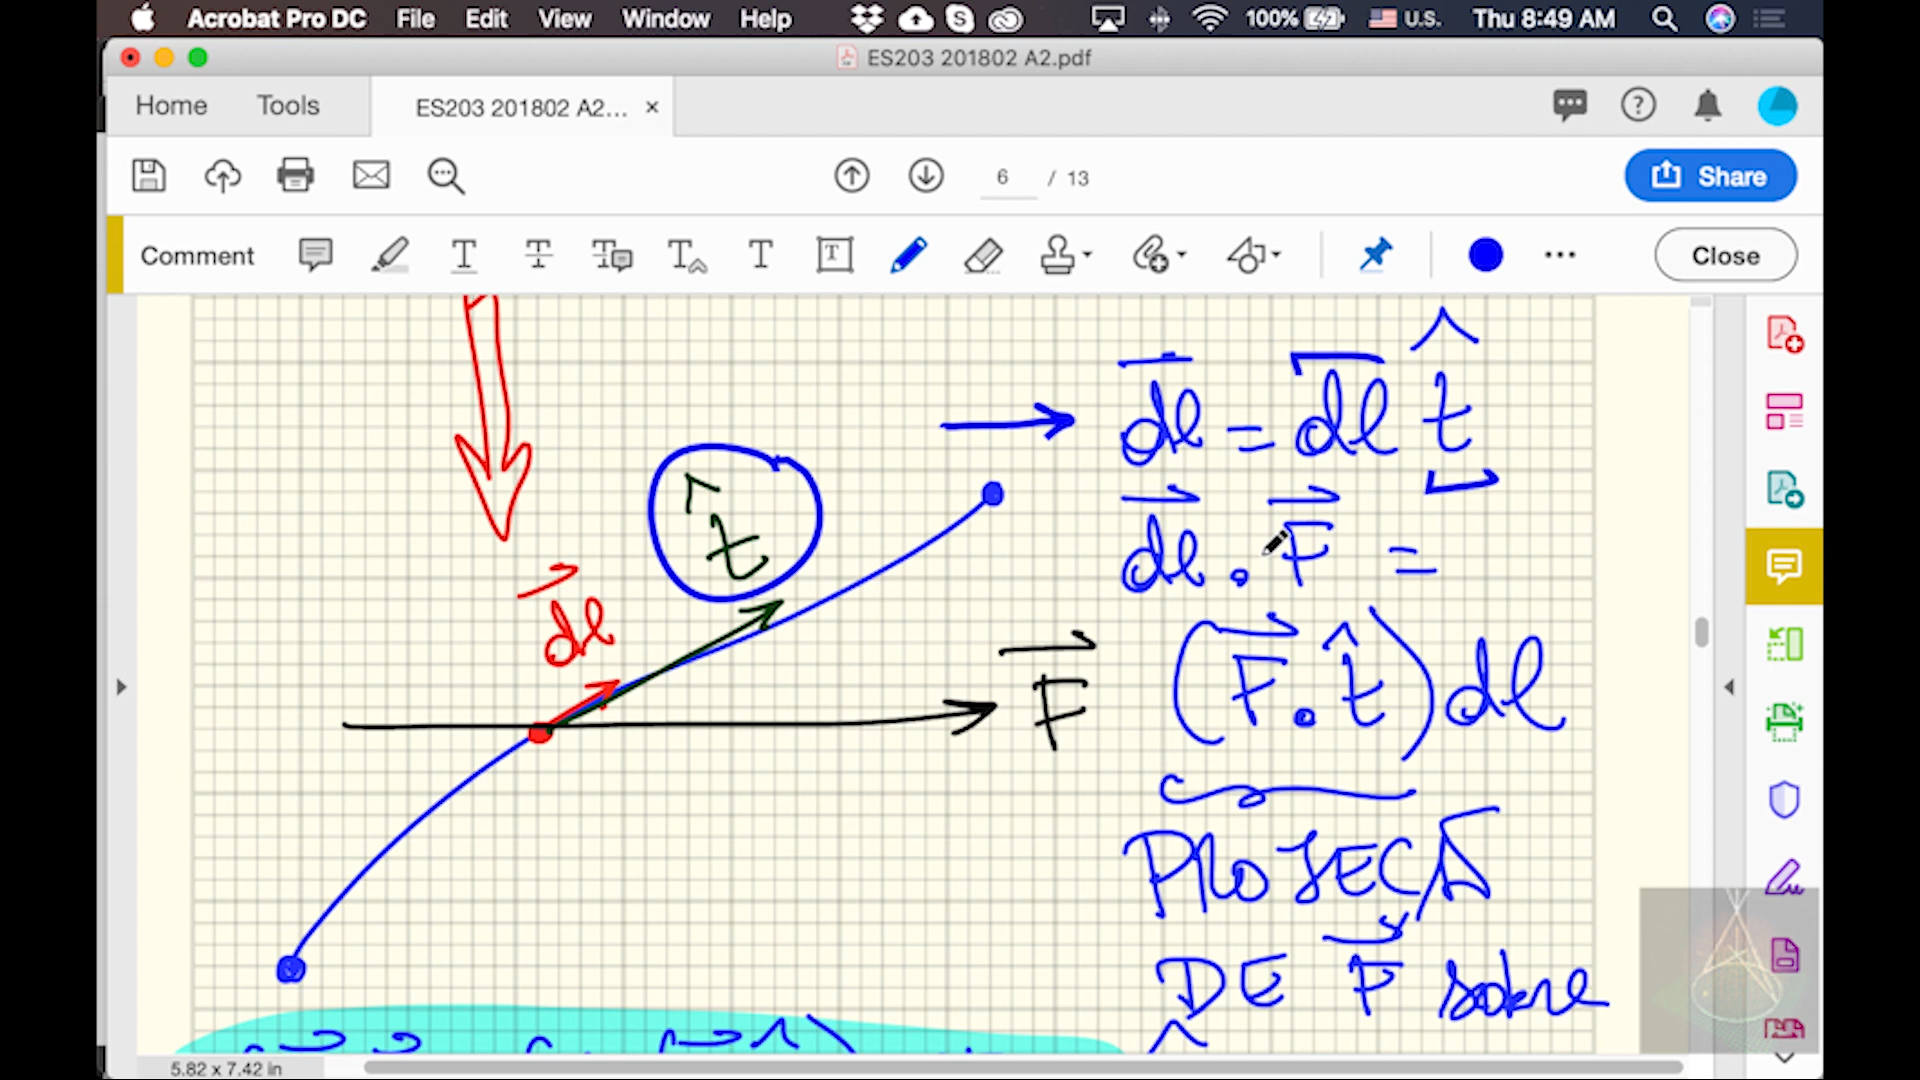 Acrobat Pro DC File Edit View Window Help 100% U.S. Thu 8:49 AM
ES203 201802 A2.pdf
Home Tools ES203 201802 A2... ×
6 / 13 Share
Comment Close
dl = dl t̂
dl⃗ . F⃗ =
t̂
dl⃗
F⃗
(F⃗ . t̂) dl
PROJEÇÃ
DE F⃗ sobre
5.82 x 7.42 in